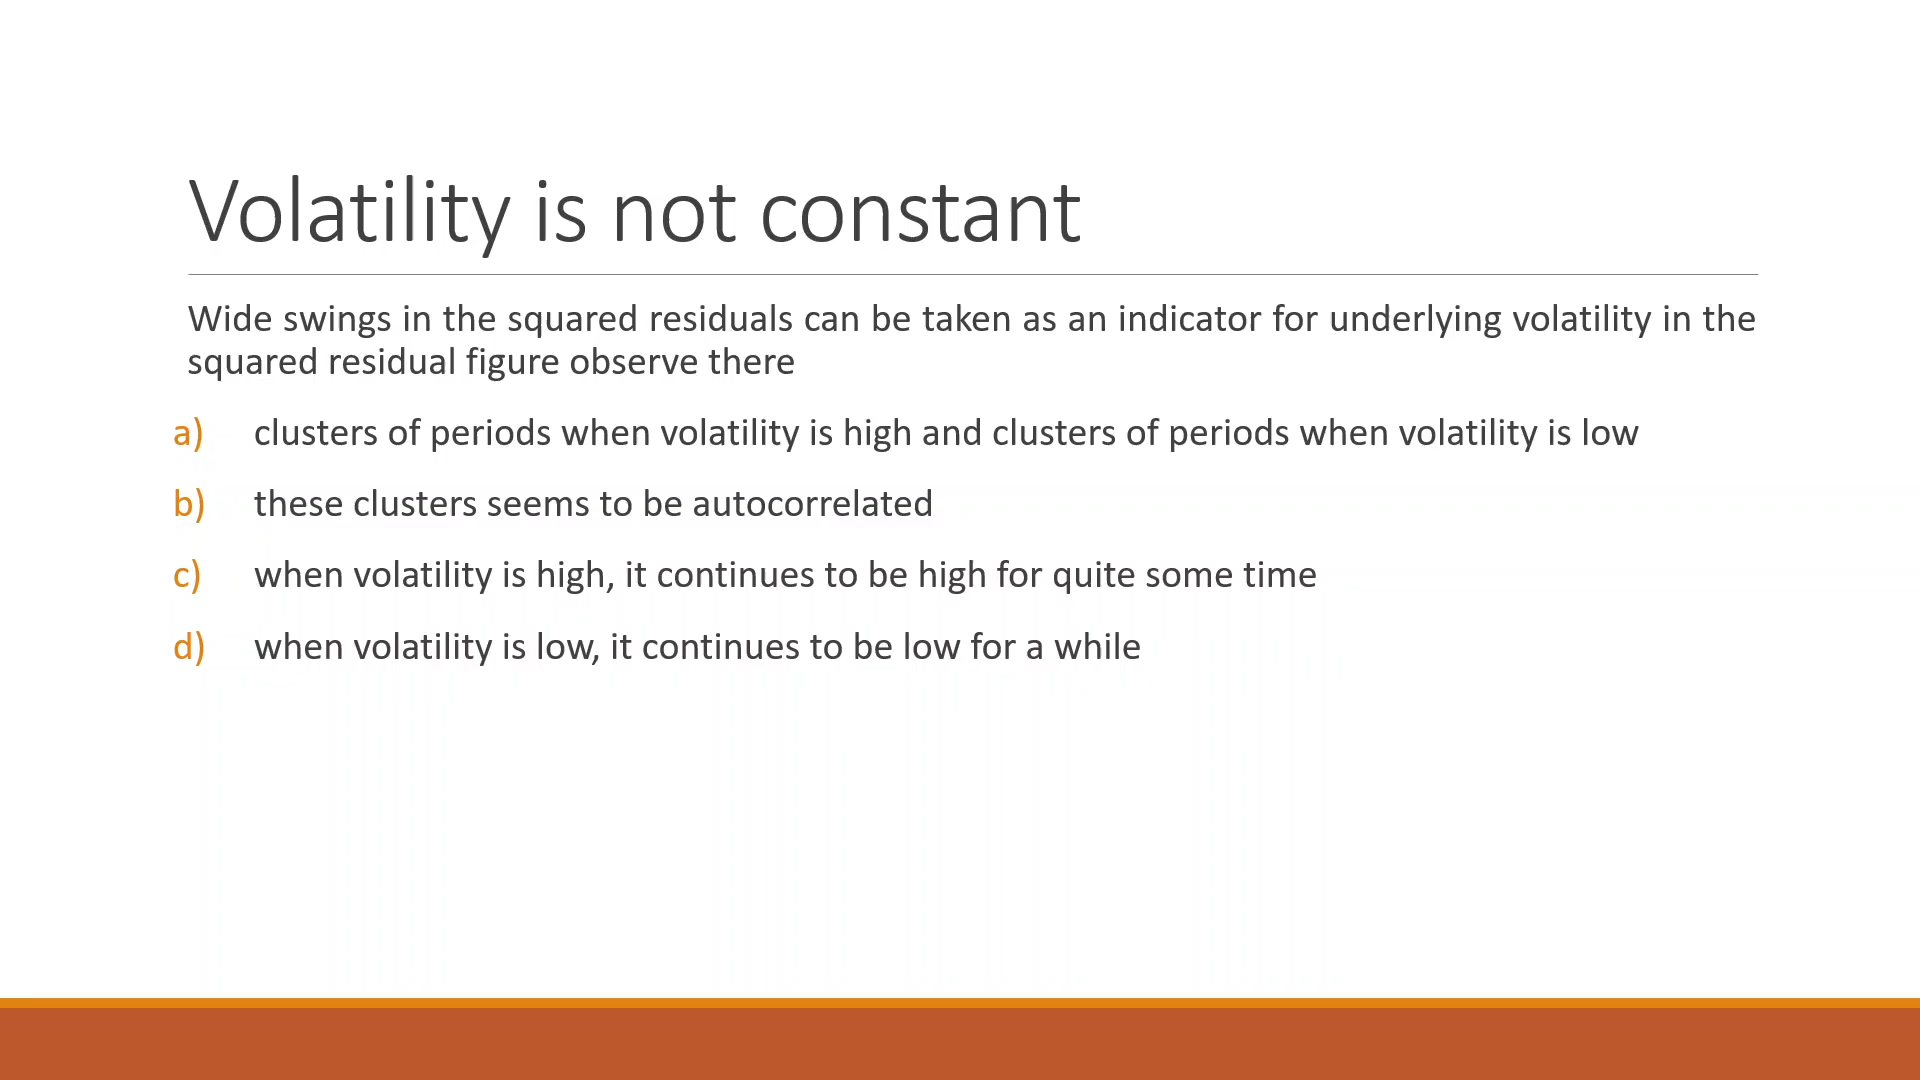 Volatility is not constant
Wide swings in the squared residuals can be taken as an indicator for underlying volatility in the
squared residual figure observe there
a) clusters of periods when volatility is high and clusters of periods when volatility is low
b) these clusters seems to be autocorrelated
c) when volatility is high, it continues to be high for quite some time
d) when volatility is low, it continues to be low for a while